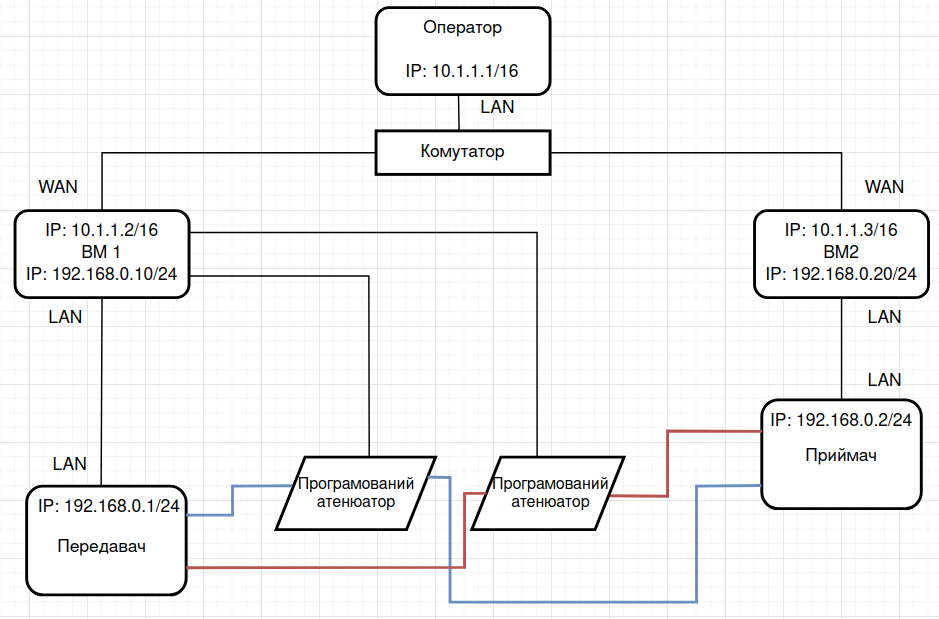 Оператор
IP: 10.1.1.1/16
LAN
Комутатор
WAN
WAN
IP: 10.1.1.2/16
ВМ 1
IP: 192.168.0.10/24
IP: 10.1.1.3/16
ВМ2
IP: 192.168.0.20/24
LAN
LAN
LAN
IP: 192.168.0.2/24
Приймач
LAN
IP: 192.168.0.1/24
Передавач
Програмований
атенюатор
Програмований
атенюатор